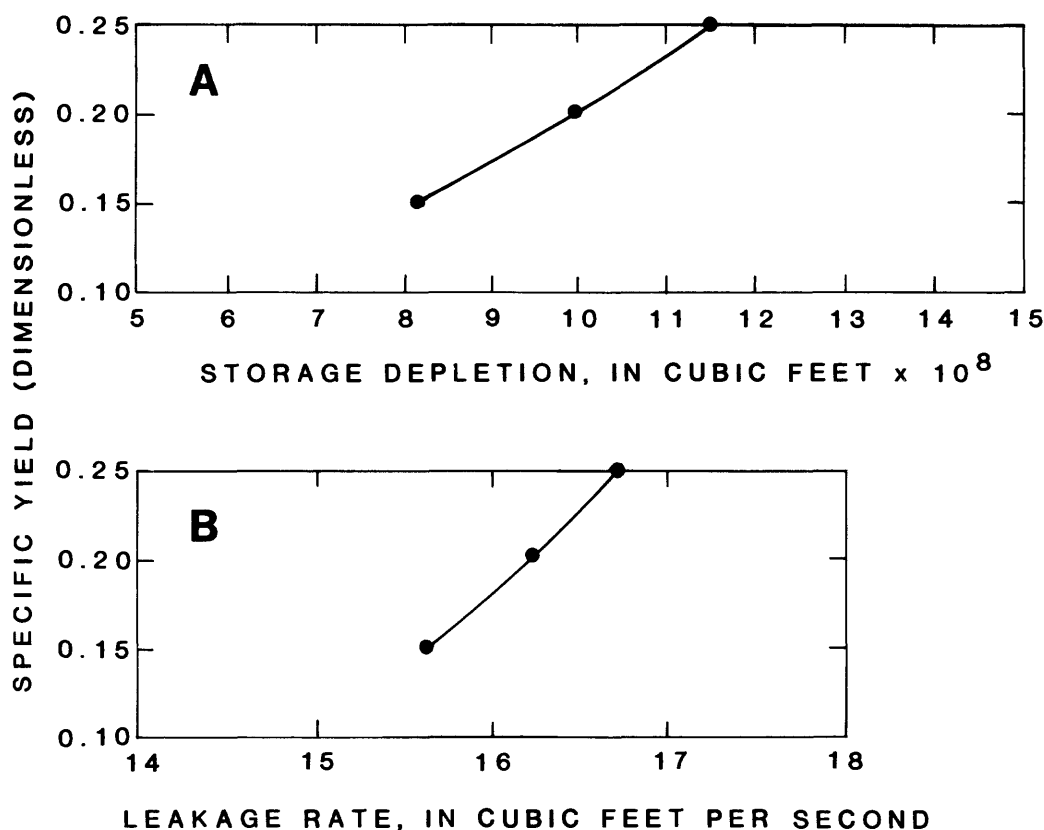 SPECIFIC YIELD (DIMENSIONLESS)
A
0.25
0.20
0.15
0.10
5 6 7 8 9 10 11 12 13 14 15
STORAGE DEPLETION, IN CUBIC FEET x 10⁸
B
0.25
0.20
0.15
0.10
14 15 16 17 18
LEAKAGE RATE, IN CUBIC FEET PER SECOND